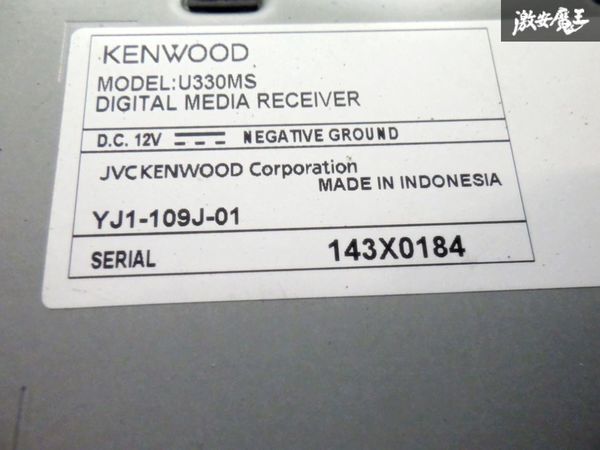 激安魔王
KENWOOD
MODEL:U330MS
DIGITAL MEDIA RECEIVER
D.C. 12V NEGATIVE GROUND
JVCKENWOOD Corporation
MADE IN INDONESIA
YJ1-109J-01
SERIAL 143X0184